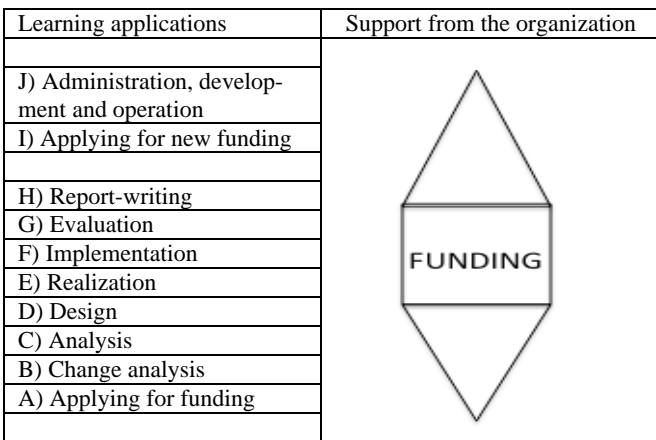 Learning applications
Support from the organization
J) Administration, develop-
ment and operation
I) Applying for new funding
H) Report-writing
G) Evaluation
F) Implementation
E) Realization
D) Design
C) Analysis
B) Change analysis
A) Applying for funding
FUNDING